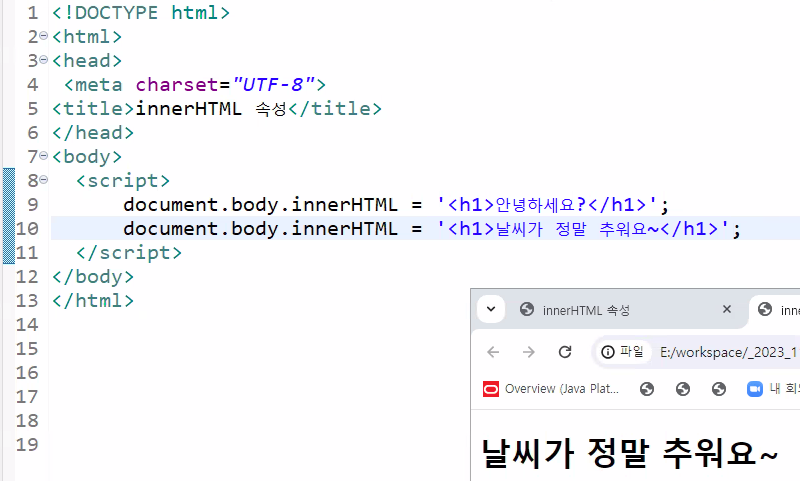 1 <!DOCTYPE html>
2 <html>
3 <head>
4 <meta charset="UTF-8">
5 <title>innerHTML 속성</title>
6 </head>
7 <body>
8 <script>
9 document.body.innerHTML = '<h1>안녕하세요?</h1>';
10 document.body.innerHTML = '<h1>날씨가 정말 추워요~</h1>';
11 </script>
12 </body>
13 </html>
14
15
16
17
18
19
innerHTML 속성 inn
파일 E:/workspace/_2023_1
Overview (Java Plat... 내 회
날씨가 정말 추워요~